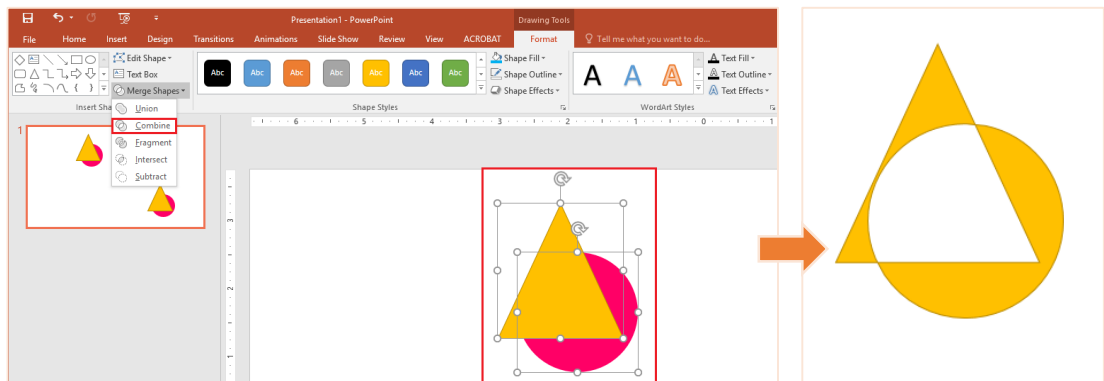 Presentation1 - PowerPoint
Drawing Tools
File Home Insert Design Transitions Animations Slide Show Review View ACROBAT Format Tell me what you want to do...
Edit Shape
Text Box
Merge Shapes
Insert Sha
Abc Abc Abc Abc Abc Abc Abc
Shape Styles
Shape Fill
Shape Outline
Shape Effects
A A A
WordArt Styles
A Text Fill
A Text Outline
A Text Effects
Union
Combine
Fragment
Intersect
Subtract
1
6 5 4 3 2 1 0 1
3
2
1